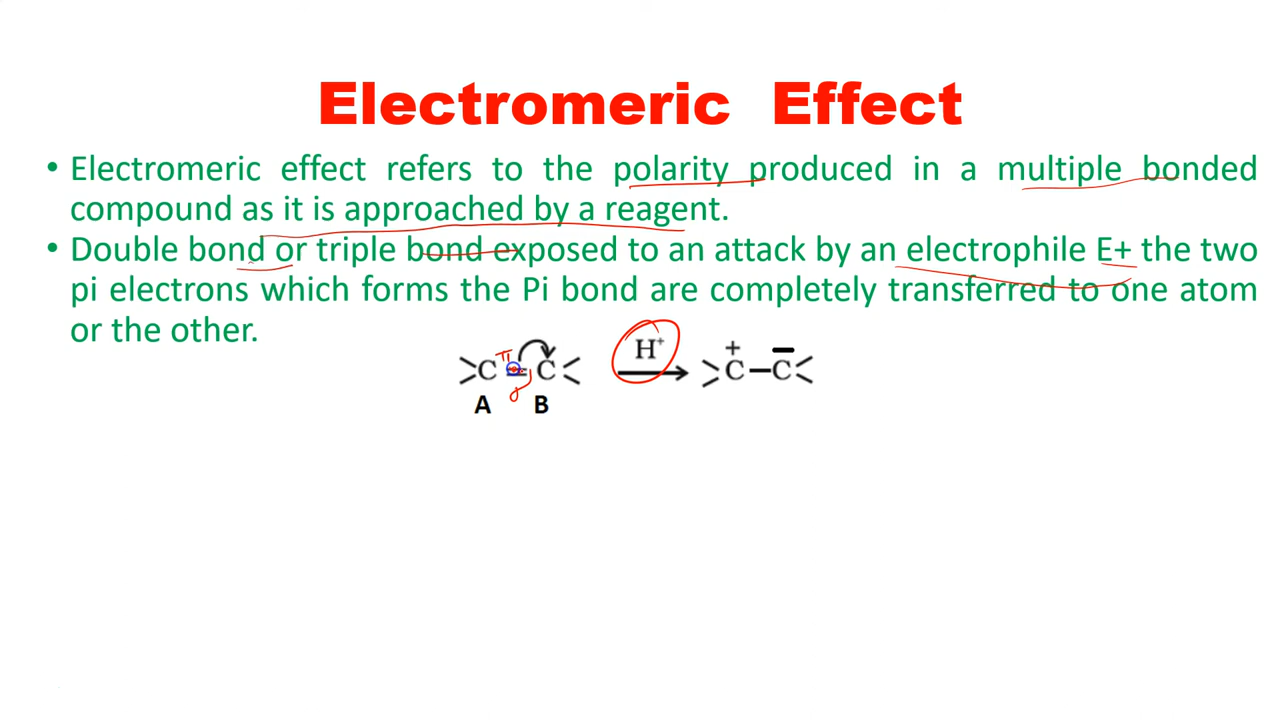 Electromeric Effect
• Electromeric effect refers to the polarity produced in a multiple bonded
compound as it is approached by a reagent.
• Double bond or triple bond exposed to an attack by an electrophile E+ the two
pi electrons which forms the Pi bond are completely transferred to one atom
or the other.
π
>C=C< H⁺ >C⁺—C⁻<
A B